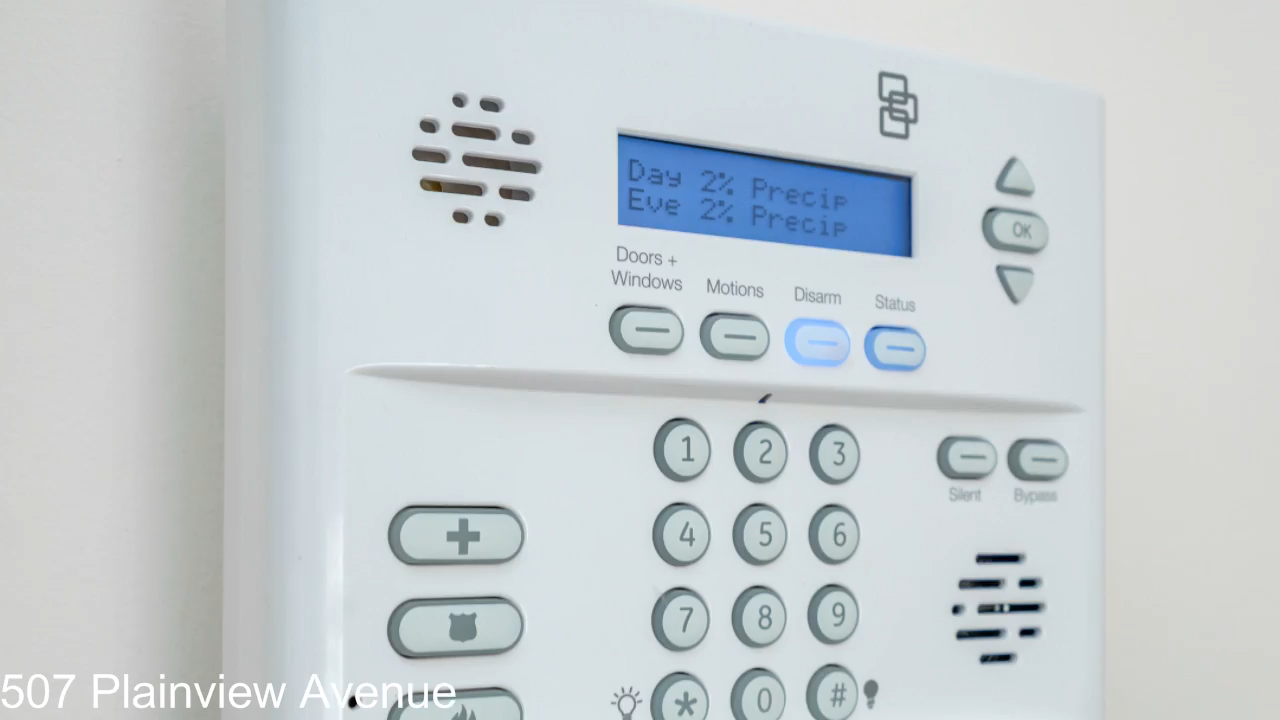 Day 2% Precip
Eve 2% Precip
OK
Doors +
Windows
Motions
Disarm
Status
1 2 3
Silent
Bypass
4 5 6
7 8 9
* 0 #
507 Plainview Avenue